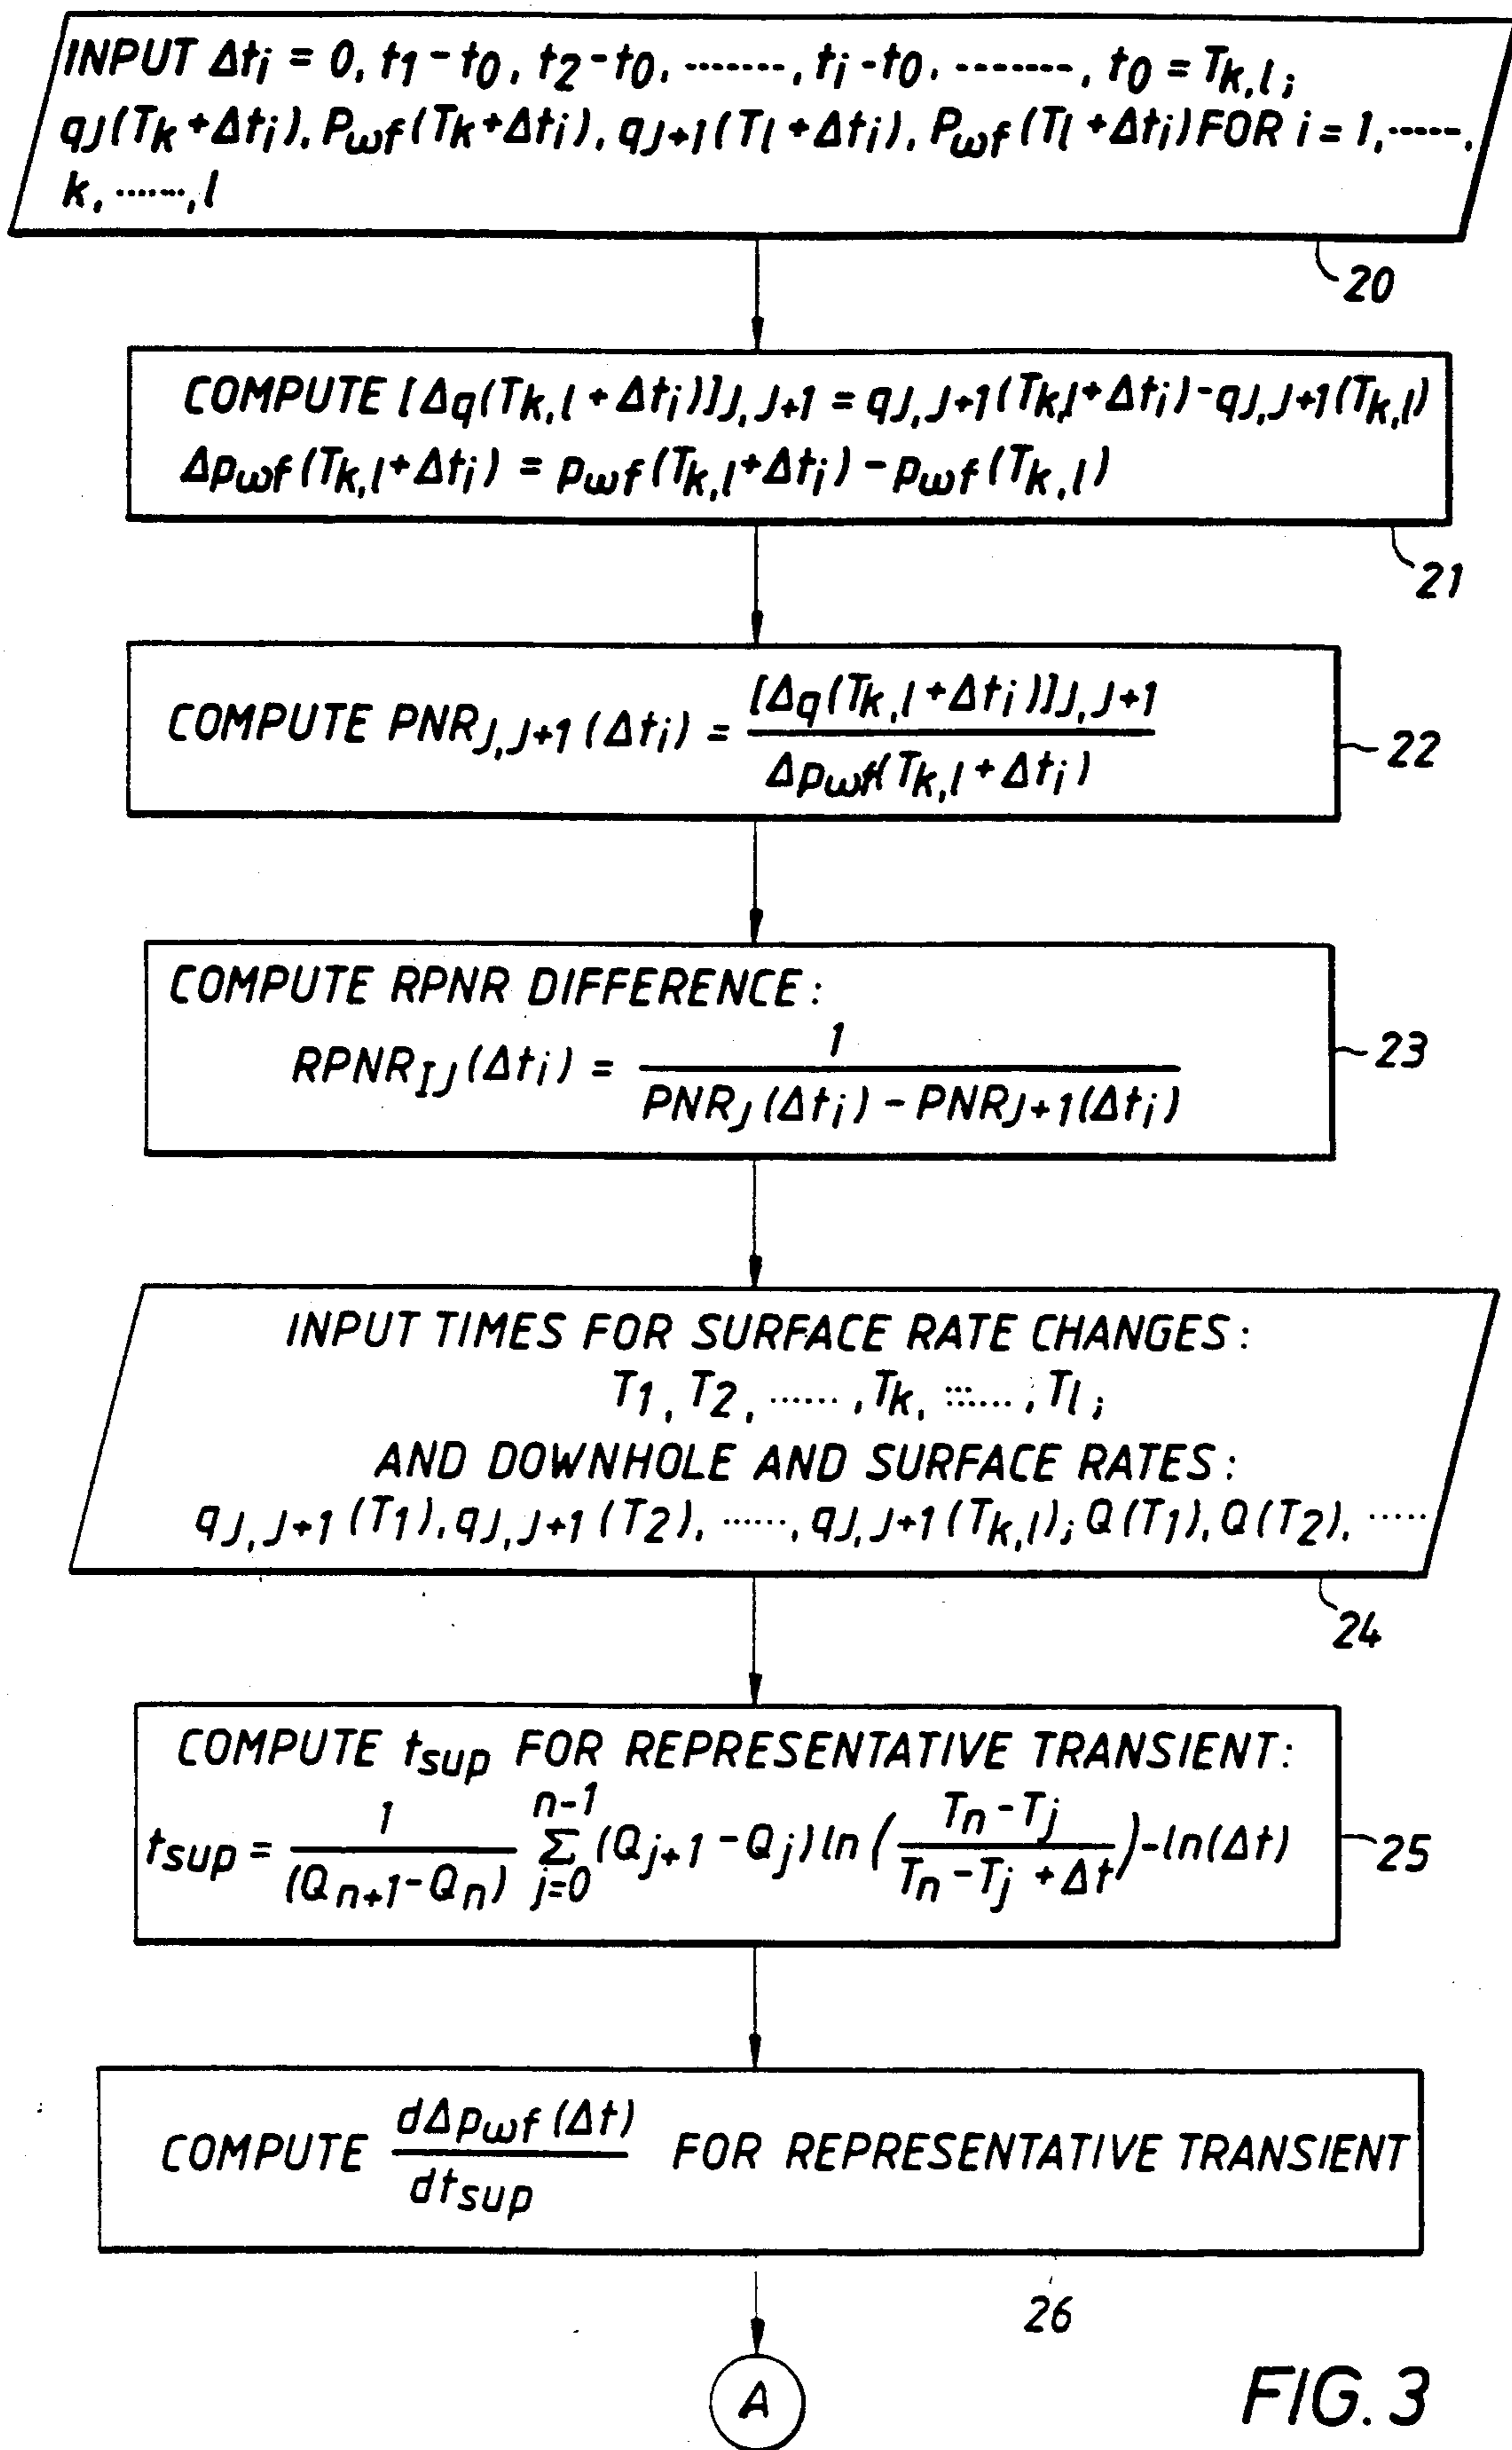 INPUT Δti = 0, t1-t0, t2-t0, ......., ti-t0, ........, t0 = Tk,l;
qJ(Tk+Δti), Pωf(Tk+Δti), qJ+1(Tl+Δti), Pωf(Tl+Δti) FOR i = 1, ......,
k, ......, l
20
COMPUTE [Δq(Tk,l+Δti)]J,J+1 = qJ,J+1(Tk,l+Δti)-qJ,J+1(Tk,l)
Δpωf(Tk,l+Δti) = pωf(Tk,l+Δti) - pωf(Tk,l)
21
COMPUTE PNRJ,J+1(Δti) = [Δq(Tk,l+Δti)]J,J+1 / Δpωf(Tk,l+Δti)
22
COMPUTE RPNR DIFFERENCE:
RPNRIJ(Δti) = 1 / PNRJ(Δti) - PNRJ+1(Δti)
23
INPUT TIMES FOR SURFACE RATE CHANGES:
T1, T2, ......, Tk, ......, Tl;
AND DOWNHOLE AND SURFACE RATES:
qJ,J+1(T1), qJ,J+1(T2), ......, qJ,J+1(Tk,l); Q(T1), Q(T2), .....
24
COMPUTE tsup FOR REPRESENTATIVE TRANSIENT:
tsup = 1/(Qn+1-Qn) n-1 Σ j=0 (Qj+1-Qj) ln(Tn-Tj / Tn-Tj+Δt)-ln(Δt)
25
COMPUTE dΔpωf(Δt) / dtsup FOR REPRESENTATIVE TRANSIENT
26
A
FIG. 3